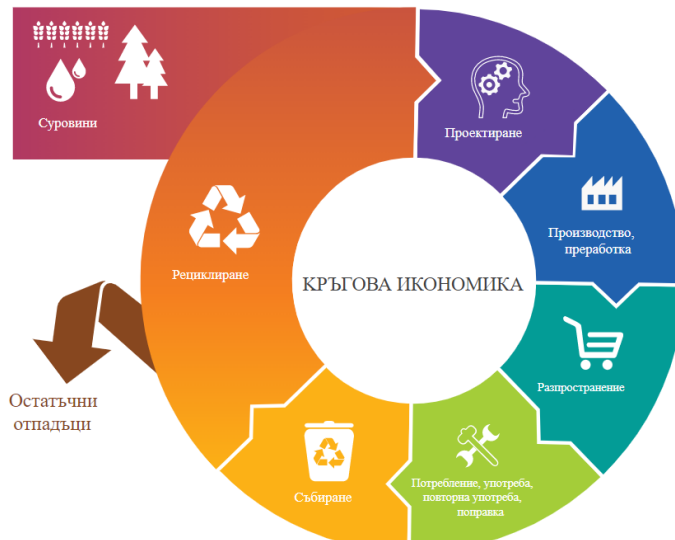 Суровини
Проектиране
Производство,
преработка
Рециклиране
КРЪГОВА ИКОНОМИКА
Разпространение
Остатъчни
отпадъци
Събиране
Потребление, употреба,
повторна употреба,
поправка